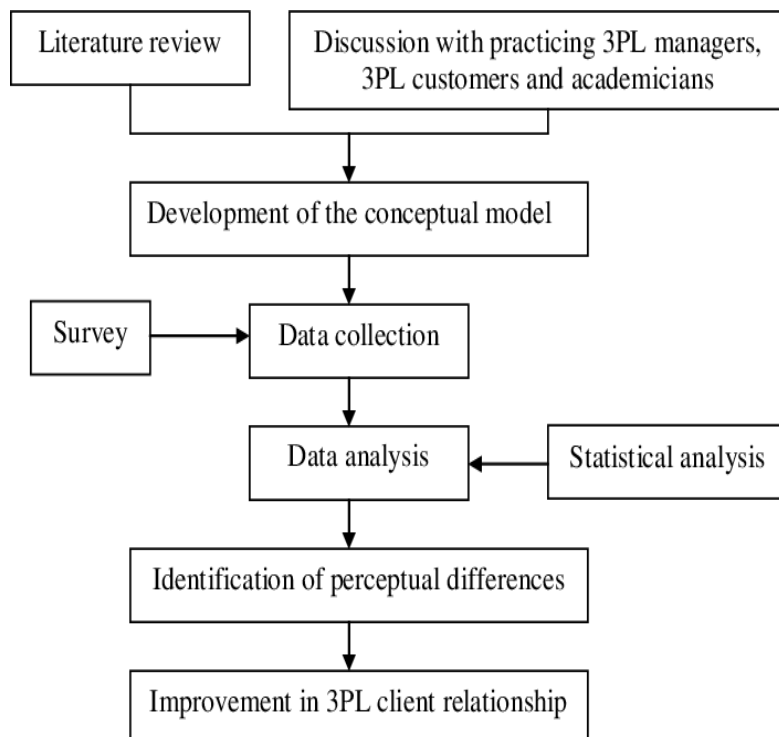 Literature review
Discussion with practicing 3PL managers,
3PL customers and academicians
Development of the conceptual model
Survey
Data collection
Data analysis
Statistical analysis
Identification of perceptual differences
Improvement in 3PL client relationship